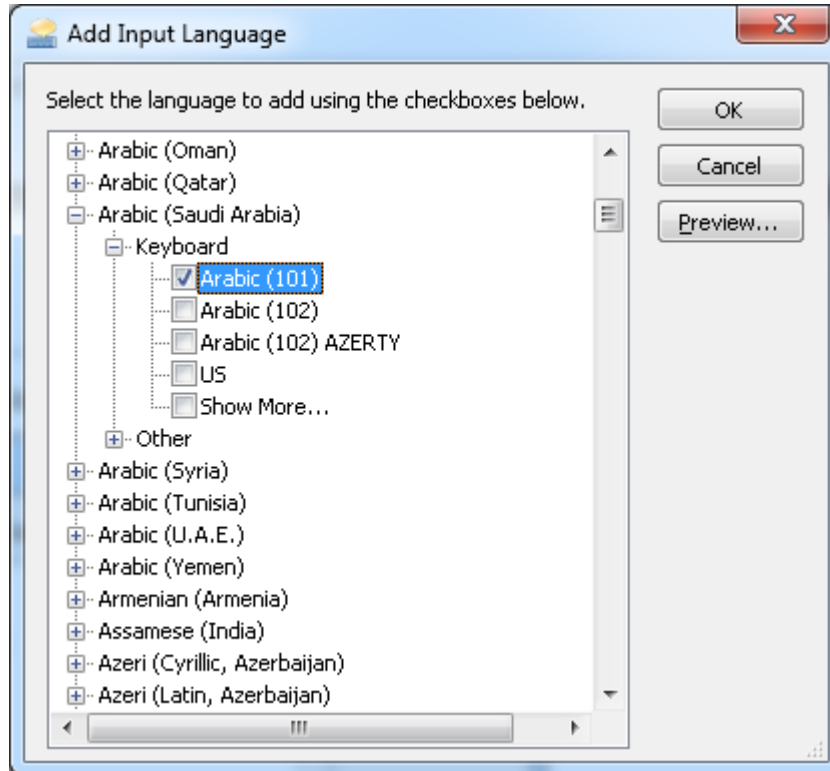 Add Input Language
Select the language to add using the checkboxes below.
OK
Cancel
Preview...
Arabic (Oman)
Arabic (Qatar)
Arabic (Saudi Arabia)
Keyboard
Arabic (101)
Arabic (102)
Arabic (102) AZERTY
US
Show More...
Other
Arabic (Syria)
Arabic (Tunisia)
Arabic (U.A.E.)
Arabic (Yemen)
Armenian (Armenia)
Assamese (India)
Azeri (Cyrillic, Azerbaijan)
Azeri (Latin, Azerbaijan)